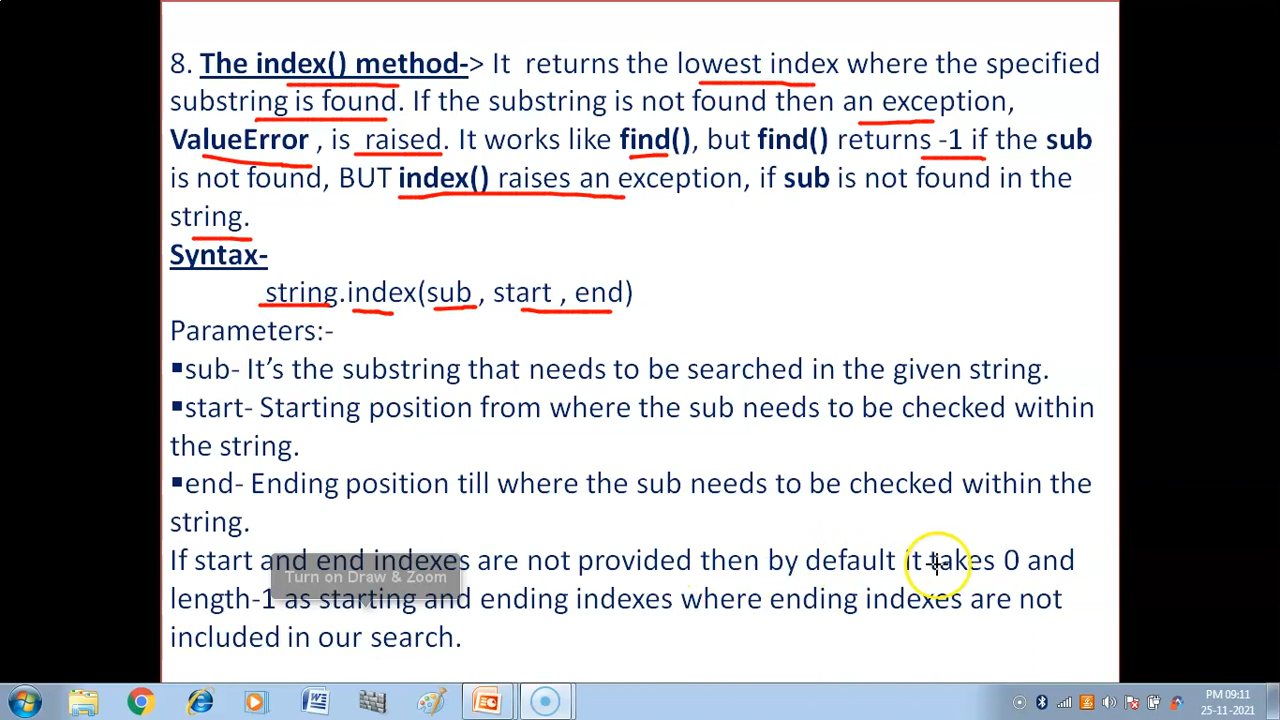 8. The index() method-> It returns the lowest index where the specified
substring is found. If the substring is not found then an exception,
ValueError , is raised. It works like find(), but find() returns -1 if the sub
is not found, BUT index() raises an exception, if sub is not found in the
string.
Syntax-
string.index(sub , start , end)
Parameters:-
▪sub- It’s the substring that needs to be searched in the given string.
▪start- Starting position from where the sub needs to be checked within
the string.
▪end- Ending position till where the sub needs to be checked within the
string.
If start and end indexes are not provided then by default it takes 0 and
Turn on Draw & Zoom
length-1 as starting and ending indexes where ending indexes are not
included in our search.
PM 09:11
25-11-2021